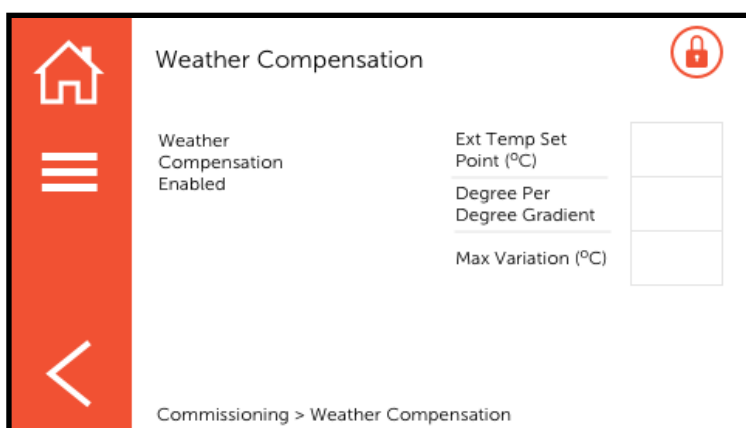 Weather Compensation
Weather
Compensation
Enabled
Ext Temp Set
Point (ºC)
Degree Per
Degree Gradient
Max Variation (ºC)
Commissioning > Weather Compensation